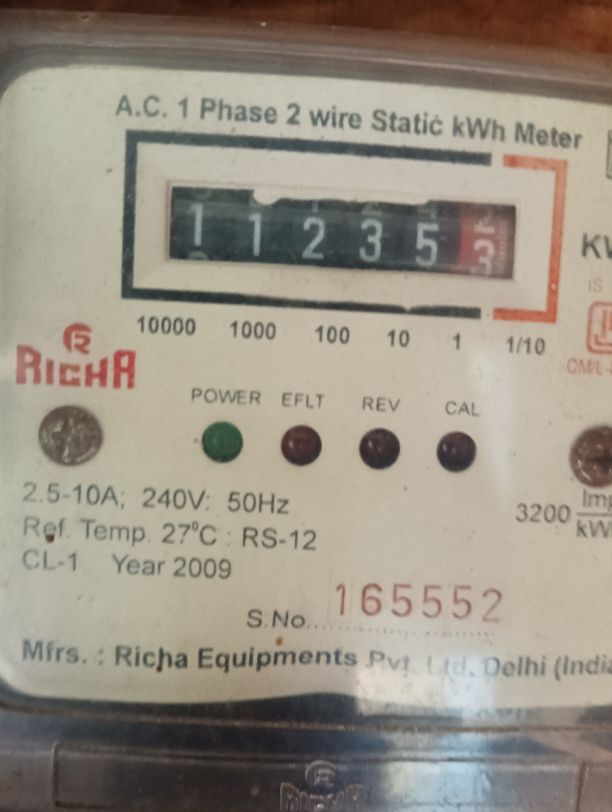 A.C. 1 Phase 2 wire Static kWh Meter
1 1 2 3 5 3
10000 1000 100 10 1 1/10
RICHA
POWER EFLT REV CAL
2.5-10A; 240V: 50Hz
3200
Ref. Temp. 27°C : RS-12
CL-1 Year 2009
S.No... 165552
Mfrs. : Richa Equipments Pvt. Ltd. Delhi (India
RICHA